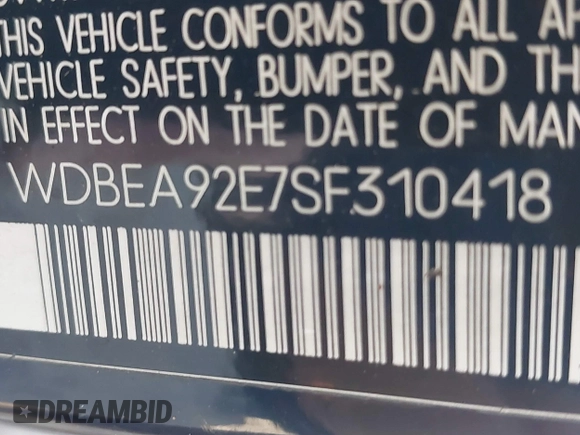 THIS VEHICLE CONFORMS TO ALL
VEHICLE SAFETY, BUMPER, AND
IN EFFECT ON THE DATE OF
WDBEA92E7SF310418
DREAMBID